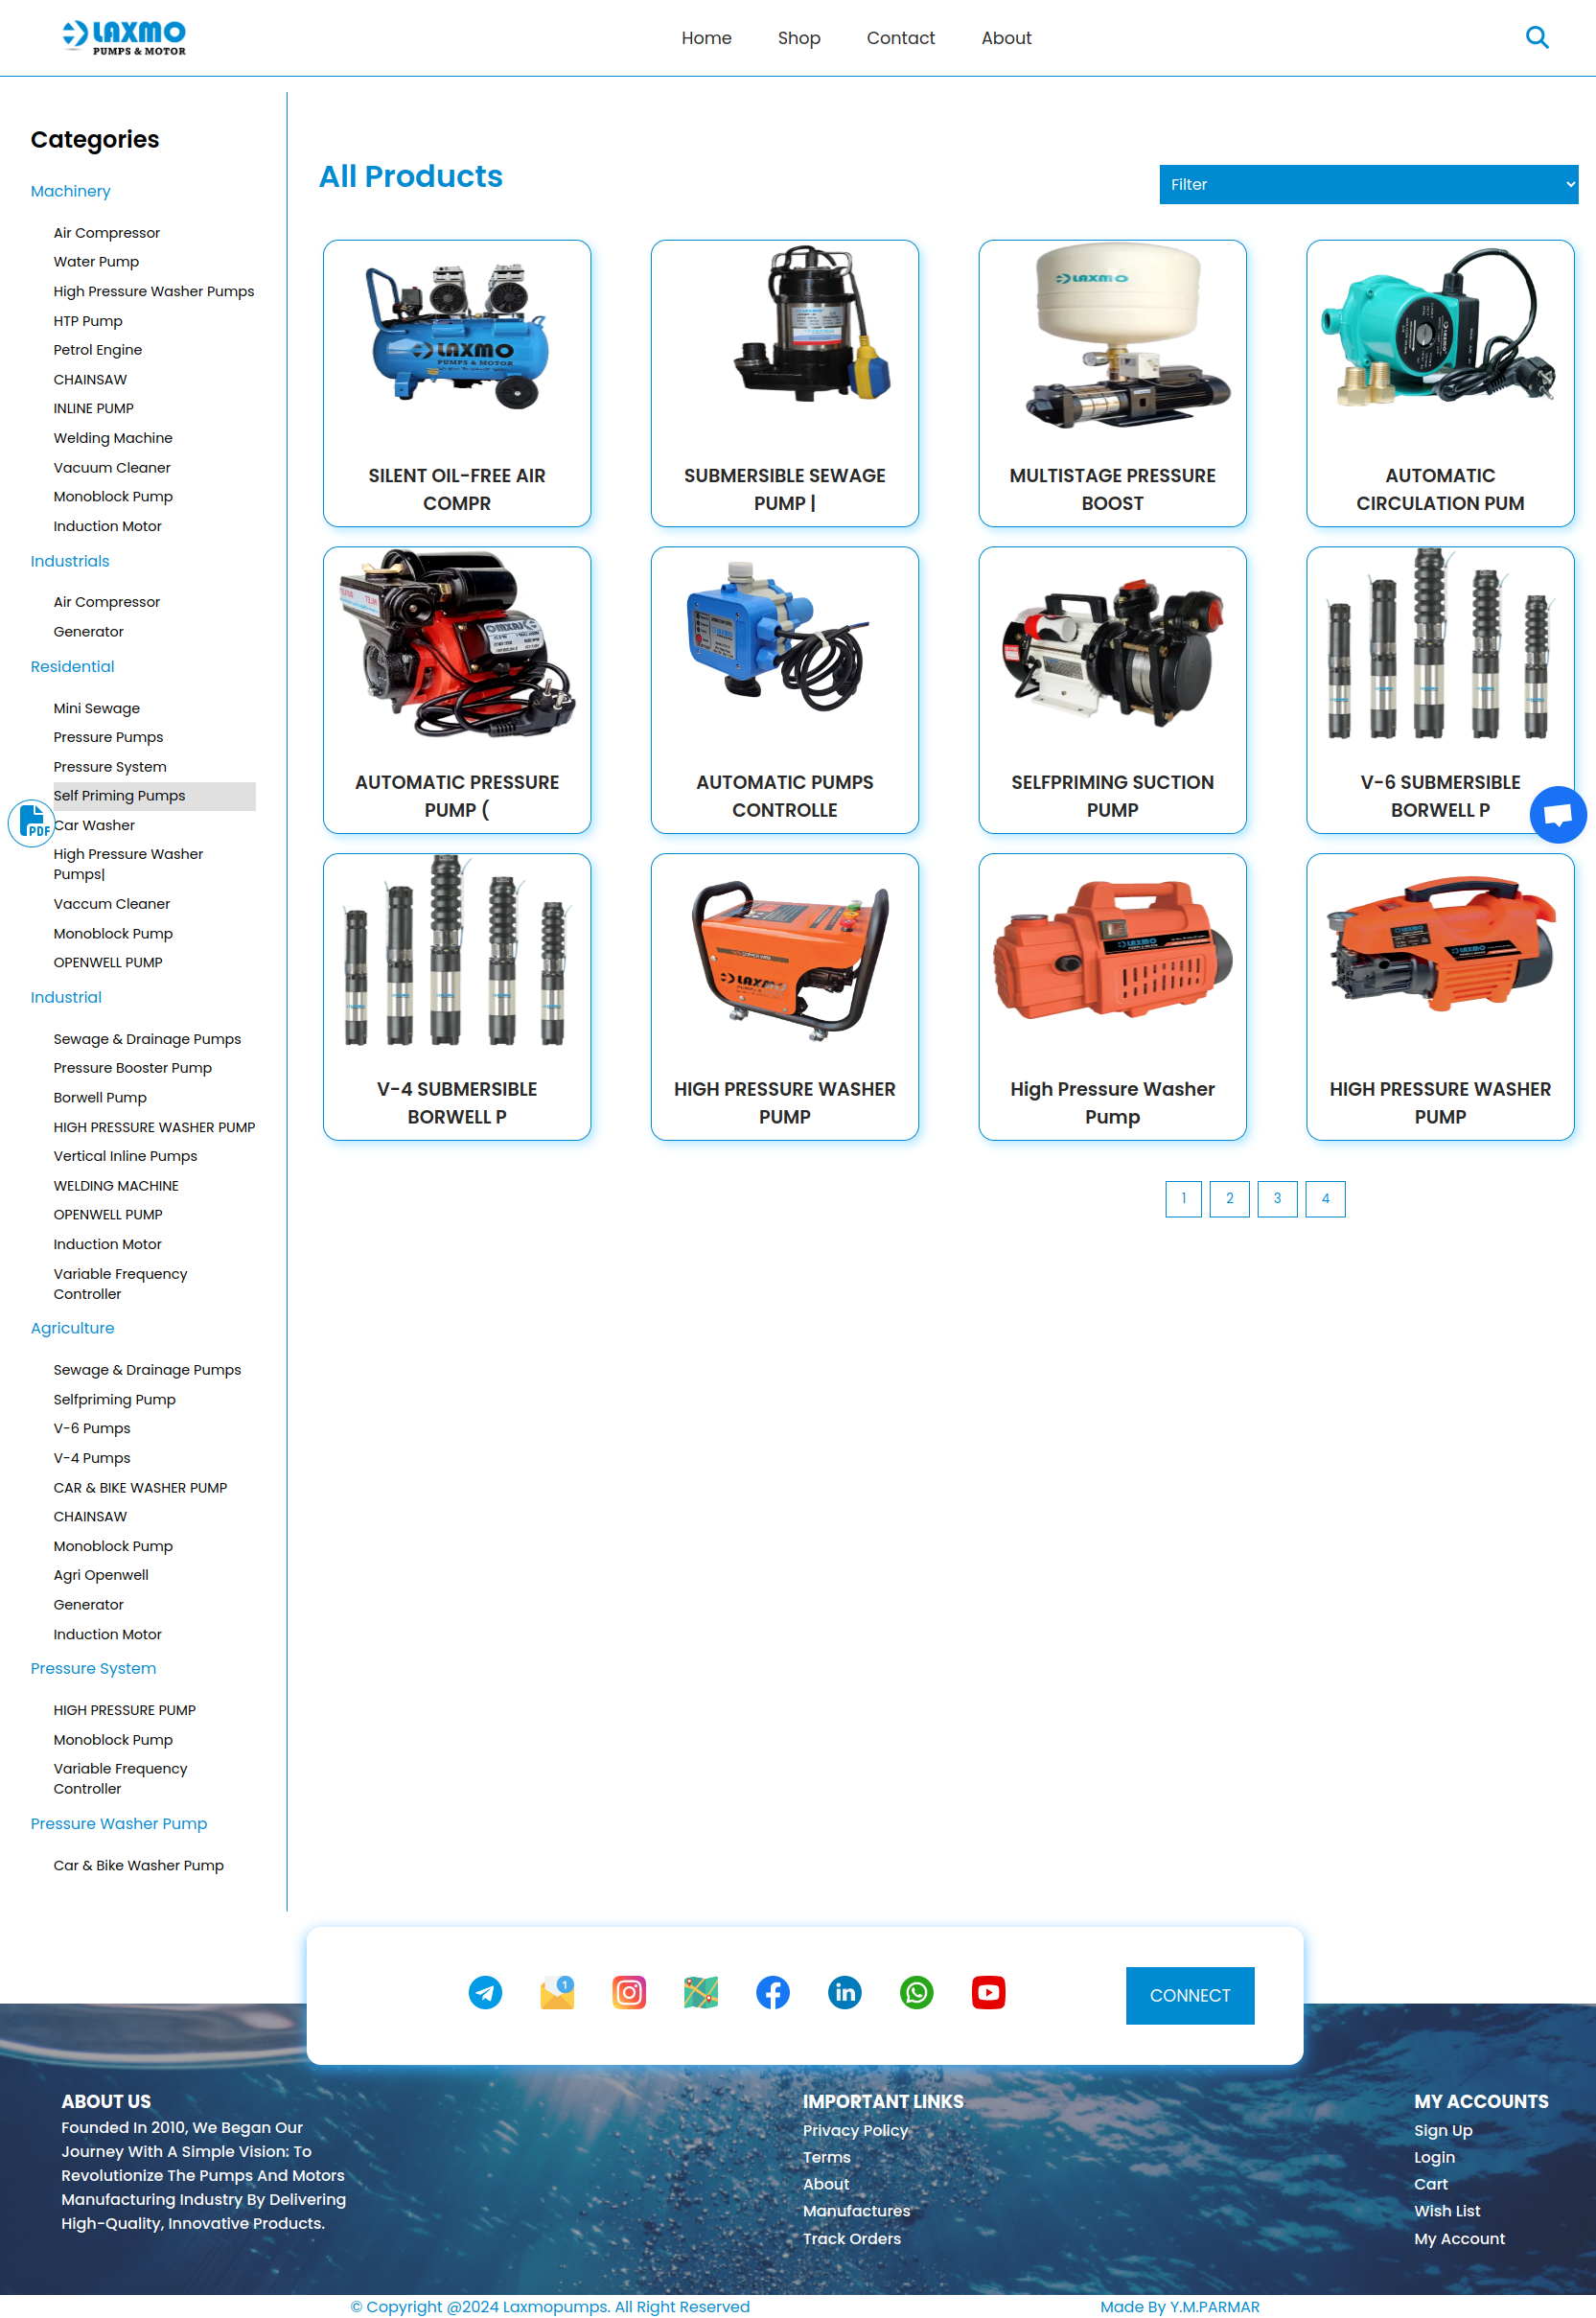 LAXMO
PUMPS & MOTOR
Home
Shop
Contact
About
Categories
Machinery
Air Compressor
Water Pump
High Pressure Washer Pumps
HTP Pump
Petrol Engine
CHAINSAW
INLINE PUMP
Welding Machine
Vacuum Cleaner
Monoblock Pump
Induction Motor
Industrials
Air Compressor
Generator
Residential
Mini Sewage
Pressure Pumps
Pressure System
Self Priming Pumps
PDF
Car Washer
High Pressure Washer
Pumps|
Vaccum Cleaner
Monoblock Pump
OPENWELL PUMP
Industrial
Sewage & Drainage Pumps
Pressure Booster Pump
Borwell Pump
HIGH PRESSURE WASHER PUMP
Vertical Inline Pumps
WELDING MACHINE
OPENWELL PUMP
Induction Motor
Variable Frequency
Controller
Agriculture
Sewage & Drainage Pumps
Selfpriming Pump
V-6 Pumps
V-4 Pumps
CAR & BIKE WASHER PUMP
CHAINSAW
Monoblock Pump
Agri Openwell
Generator
Induction Motor
Pressure System
HIGH PRESSURE PUMP
Monoblock Pump
Variable Frequency
Controller
Pressure Washer Pump
Car & Bike Washer Pump
All Products
Filter
LAXMO
PUMPS & MOTOR
SILENT OIL-FREE AIR
COMPR
SUBMERSIBLE SEWAGE
PUMP |
LAXMO
MULTISTAGE PRESSURE
BOOST
AUTOMATIC
CIRCULATION PUM
LAXMO
AUTOMATIC PRESSURE
PUMP (
LAXMO
AUTOMATIC PUMPS
CONTROLLE
SELFPRIMING SUCTION
PUMP
V-6 SUBMERSIBLE
BORWELL P
V-4 SUBMERSIBLE
BORWELL P
LAXMO
HIGH PRESSURE WASHER
PUMP
LAXMO
High Pressure Washer
Pump
LAXMO
LAXMO
HIGH PRESSURE WASHER
PUMP
1
2
3
4
1
CONNECT
ABOUT US
Founded In 2010, We Began Our
Journey With A Simple Vision: To
Revolutionize The Pumps And Motors
Manufacturing Industry By Delivering
High-Quality, Innovative Products.
IMPORTANT LINKS
Privacy Policy
Terms
About
Manufactures
Track Orders
MY ACCOUNTS
Sign Up
Login
Cart
Wish List
My Account
© Copyright @2024 Laxmopumps. All Right Reserved
Made By Y.M.PARMAR